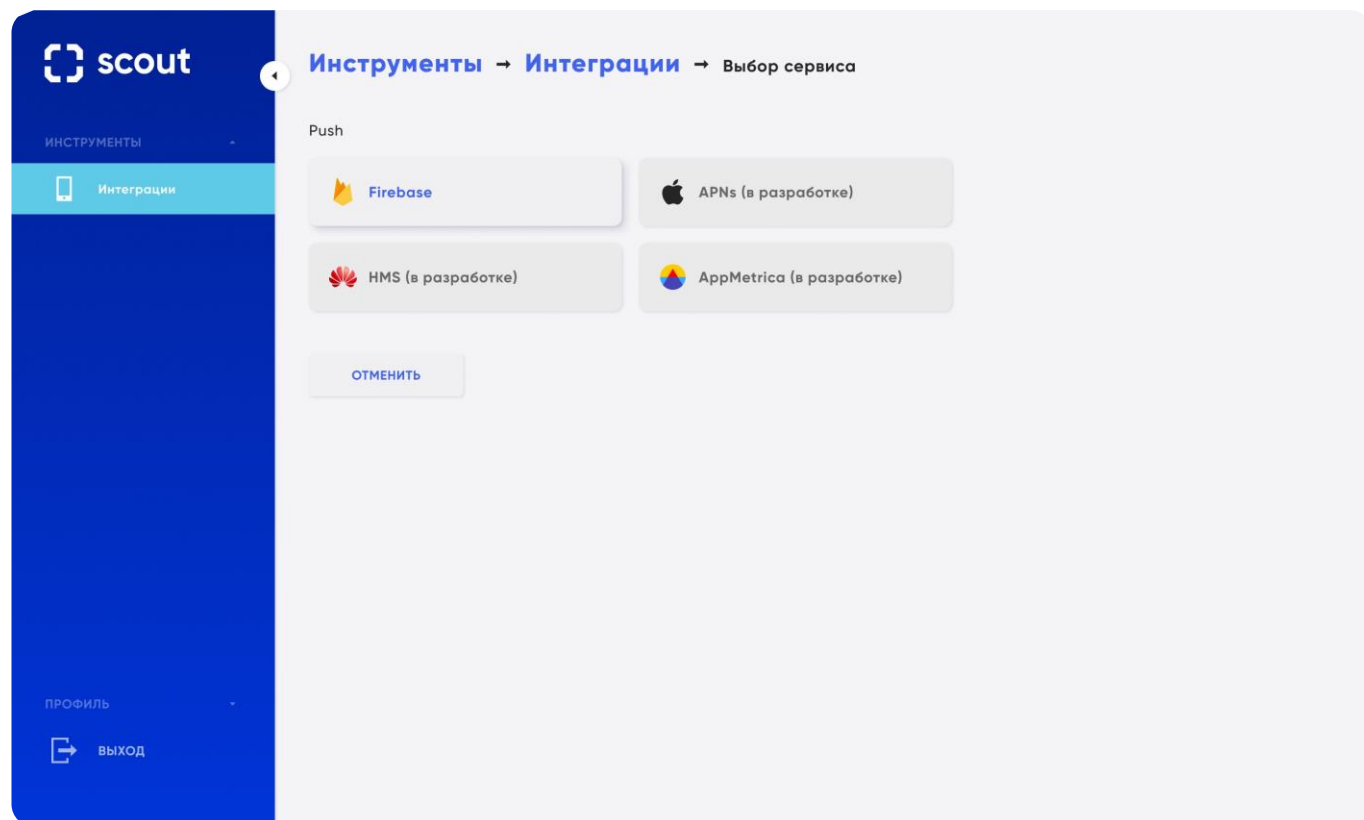 scout
Инструменты → Интеграции → Выбор сервиса
ИНСТРУМЕНТЫ
Интеграции
Push
Firebase
APNs (в разработке)
HMS (в разработке)
AppMetrica (в разработке)
ОТМЕНИТЬ
ПРОФИЛЬ
ВЫХОД